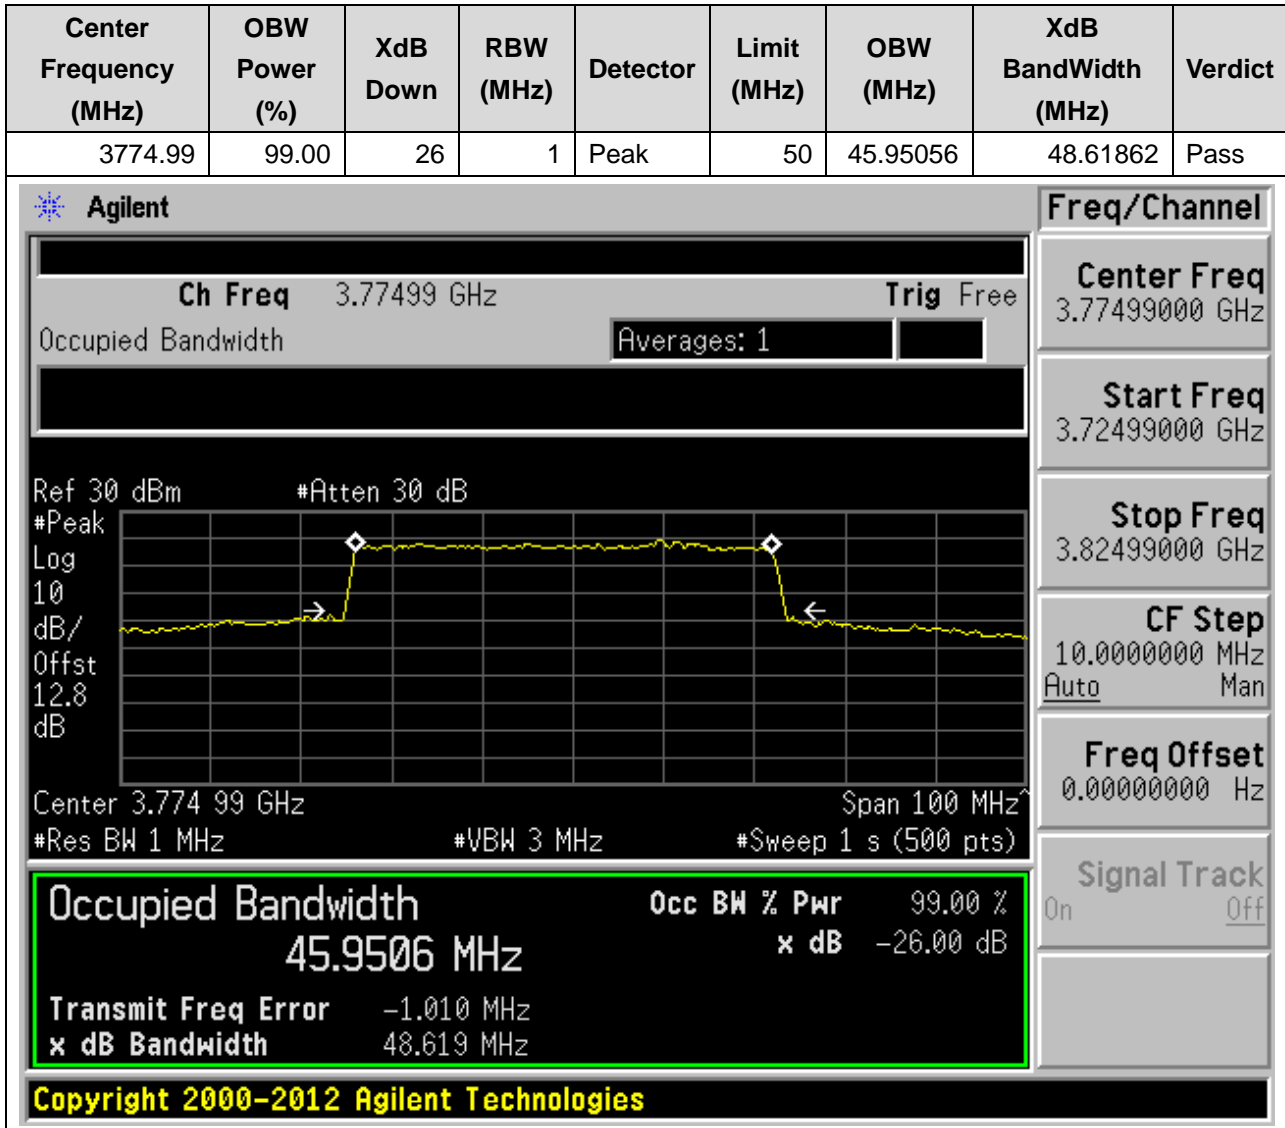 Center Frequency (MHz) OBW Power (%) XdB Down RBW (MHz) Detector Limit (MHz) OBW (MHz) XdB BandWidth (MHz) Verdict
3774.99 99.00 26 1 Peak 50 45.95056 48.61862 Pass
Agilent
Freq/Channel
Ch Freq 3.77499 GHz Trig Free
Occupied Bandwidth Averages: 1
Center Freq
3.77499000 GHz
Start Freq
3.72499000 GHz
Stop Freq
3.82499000 GHz
CF Step
10.0000000 MHz
Auto Man
Freq Offset
0.00000000 Hz
Signal Track
On Off
Ref 30 dBm #Atten 30 dB
#Peak
Log
10
dB/
Offst
12.8
dB
Center 3.774 99 GHz Span 100 MHz^
#Res BW 1 MHz #VBW 3 MHz #Sweep 1 s (500 pts)
Occupied Bandwidth Occ BW % Pwr 99.00 %
45.9506 MHz x dB -26.00 dB
Transmit Freq Error -1.010 MHz
x dB Bandwidth 48.619 MHz
Copyright 2000-2012 Agilent Technologies